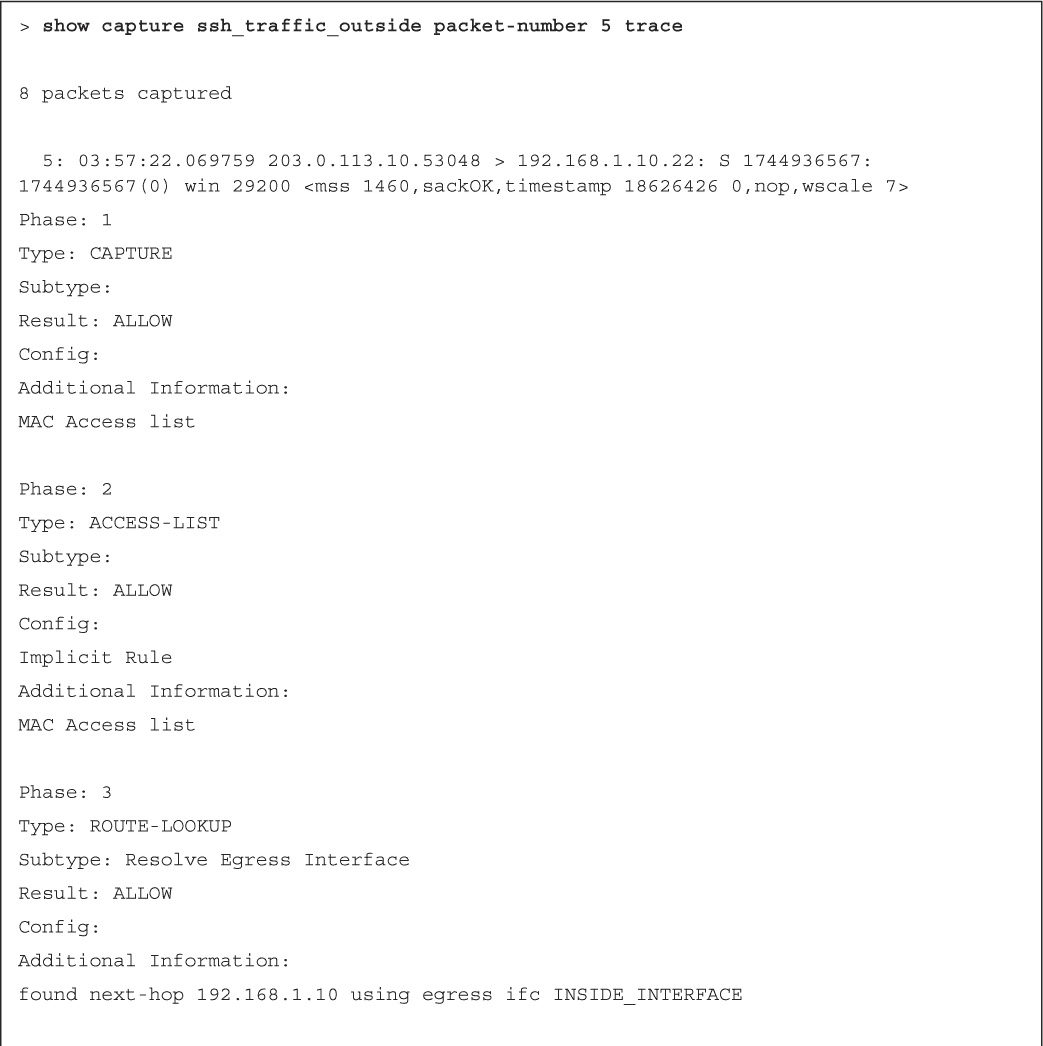 > show capture ssh_traffic_outside packet-number 5 trace
8 packets captured
5: 03:57:22.069759 203.0.113.10.53048 > 192.168.1.10.22: S 1744936567:
1744936567(0) win 29200 <mss 1460,sackOK,timestamp 18626426 0,nop,wscale 7>
Phase: 1
Type: CAPTURE
Subtype:
Result: ALLOW
Config:
Additional Information:
MAC Access list
Phase: 2
Type: ACCESS-LIST
Subtype:
Result: ALLOW
Config:
Implicit Rule
Additional Information:
MAC Access list
Phase: 3
Type: ROUTE-LOOKUP
Subtype: Resolve Egress Interface
Result: ALLOW
Config:
Additional Information:
found next-hop 192.168.1.10 using egress ifc INSIDE_INTERFACE